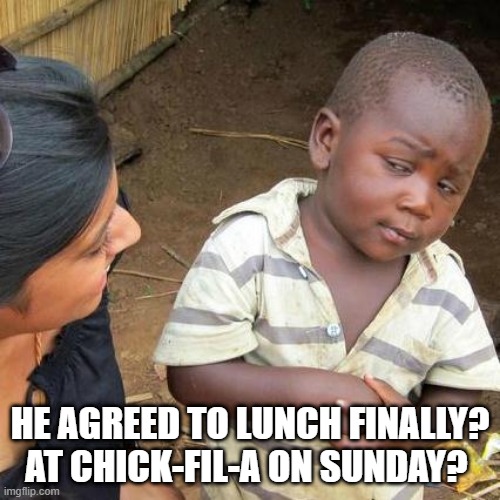 HE AGREED TO LUNCH FINALLY?
AT CHICK-FIL-A ON SUNDAY?
imgflip.com